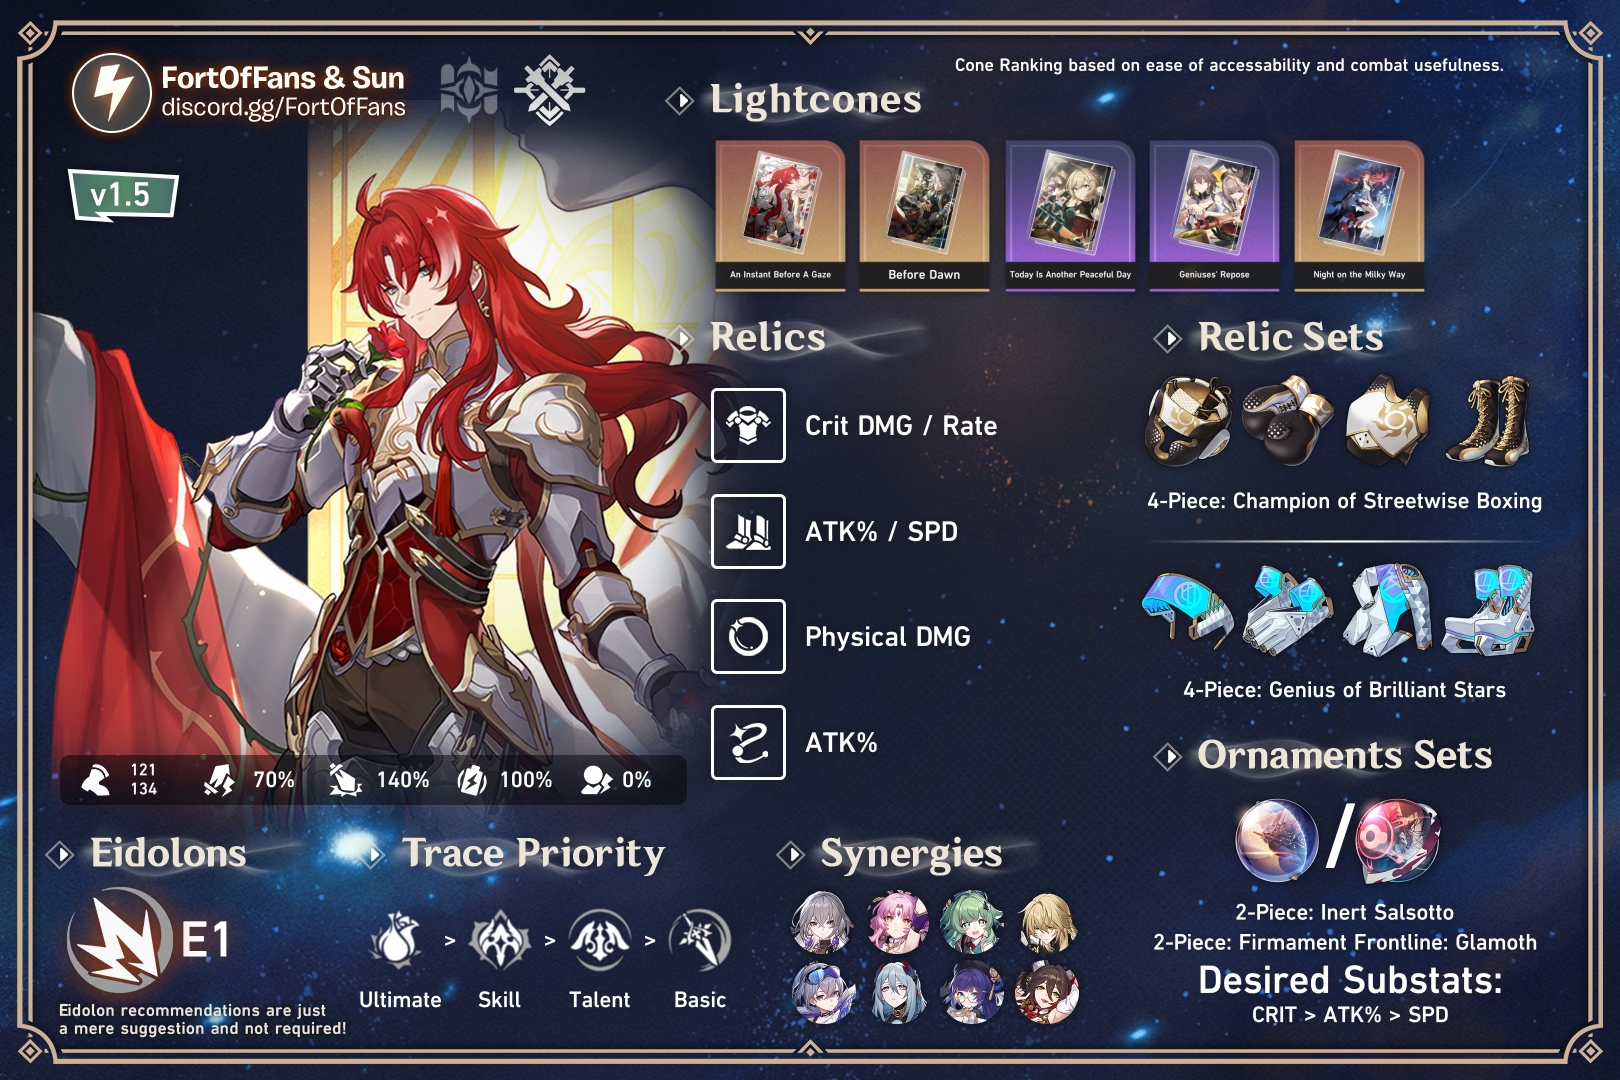 FortOfFans & Sun
discord.gg/FortOfFans
v1.5
Cone Ranking based on ease of accessability and combat usefulness.
Lightcones
An Instant Before A Gaze
Before Dawn
Today Is Another Peaceful Day
Geniuses' Repose
Night on the Milky Way
Relics
Crit DMG / Rate
ATK% / SPD
Physical DMG
ATK%
Relic Sets
4-Piece: Champion of Streetwise Boxing
4-Piece: Genius of Brilliant Stars
Ornaments Sets
/
2-Piece: Inert Salsotto
2-Piece: Firmament Frontline: Glamoth
Desired Substats:
CRIT > ATK% > SPD
121
134
70%
140%
100%
0%
Eidolons
E1
Eidolon recommendations are just
a mere suggestion and not required!
Trace Priority
> > >
Ultimate Skill Talent Basic
Synergies